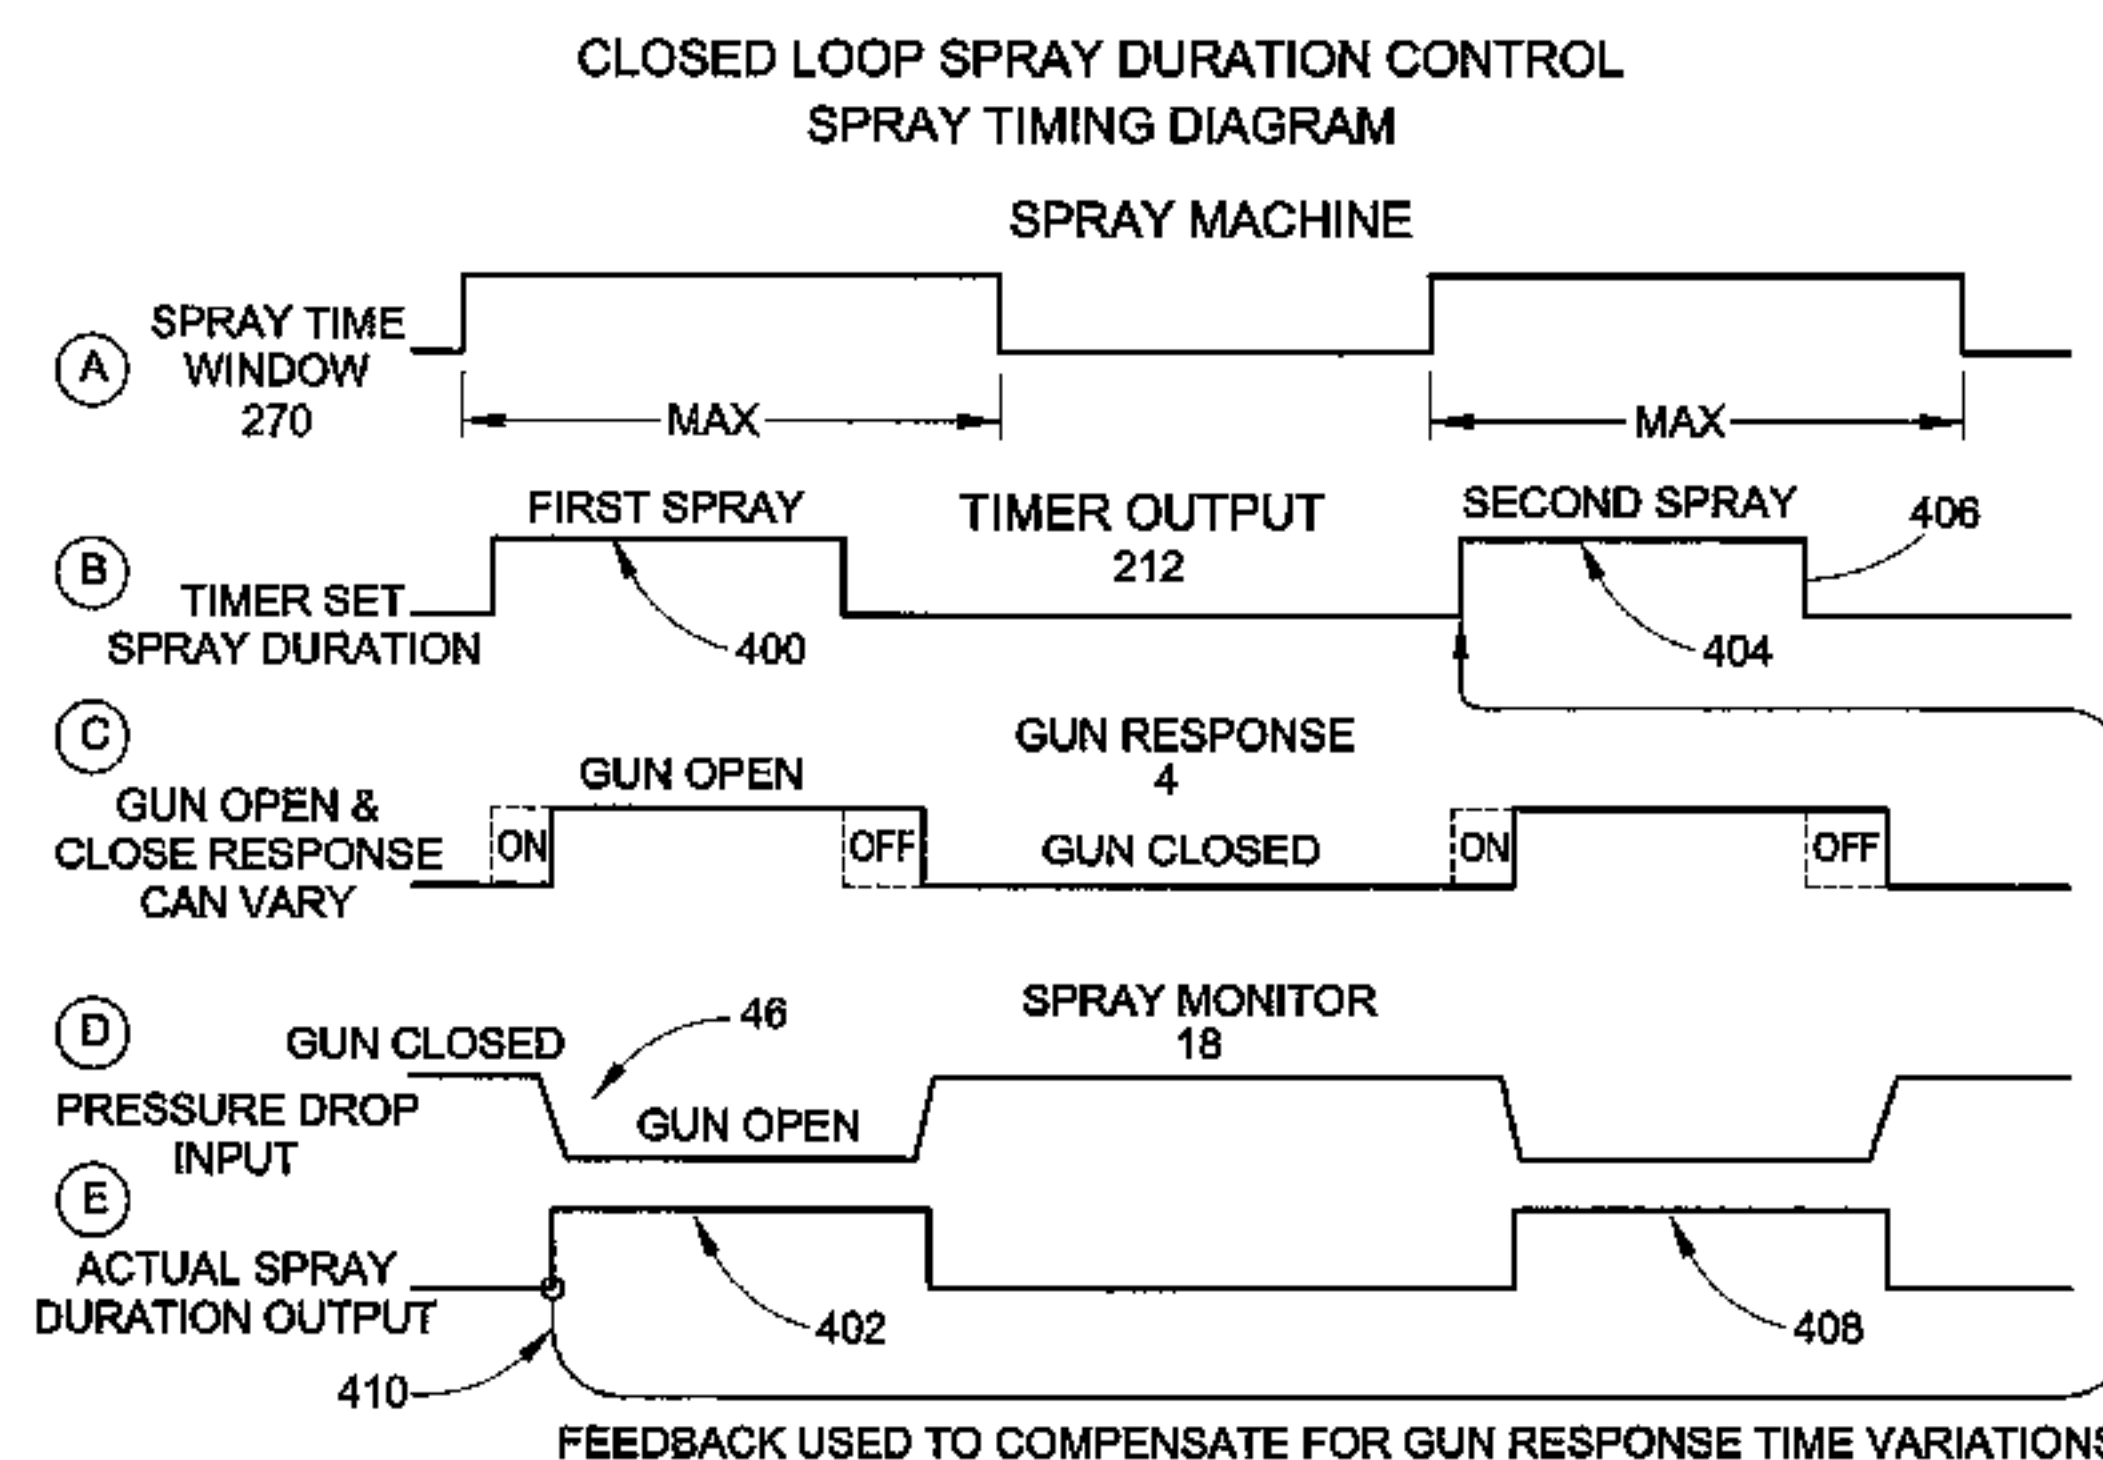 CLOSED LOOP SPRAY DURATION CONTROL
SPRAY TIMING DIAGRAM
SPRAY MACHINE
A
SPRAY TIME
WINDOW
270
MAX
MAX
B
FIRST SPRAY
TIMER OUTPUT
212
SECOND SPRAY
406
TIMER SET
SPRAY DURATION
400
404
C
GUN RESPONSE
4
GUN OPEN
GUN OPEN &
CLOSE RESPONSE
CAN VARY
ON
OFF
GUN CLOSED
ON
OFF
D
SPRAY MONITOR
18
46
GUN CLOSED
PRESSURE DROP
INPUT
GUN OPEN
E
ACTUAL SPRAY
DURATION OUTPUT
402
408
410
FEEDBACK USED TO COMPENSATE FOR GUN RESPONSE TIME VARIATIONS